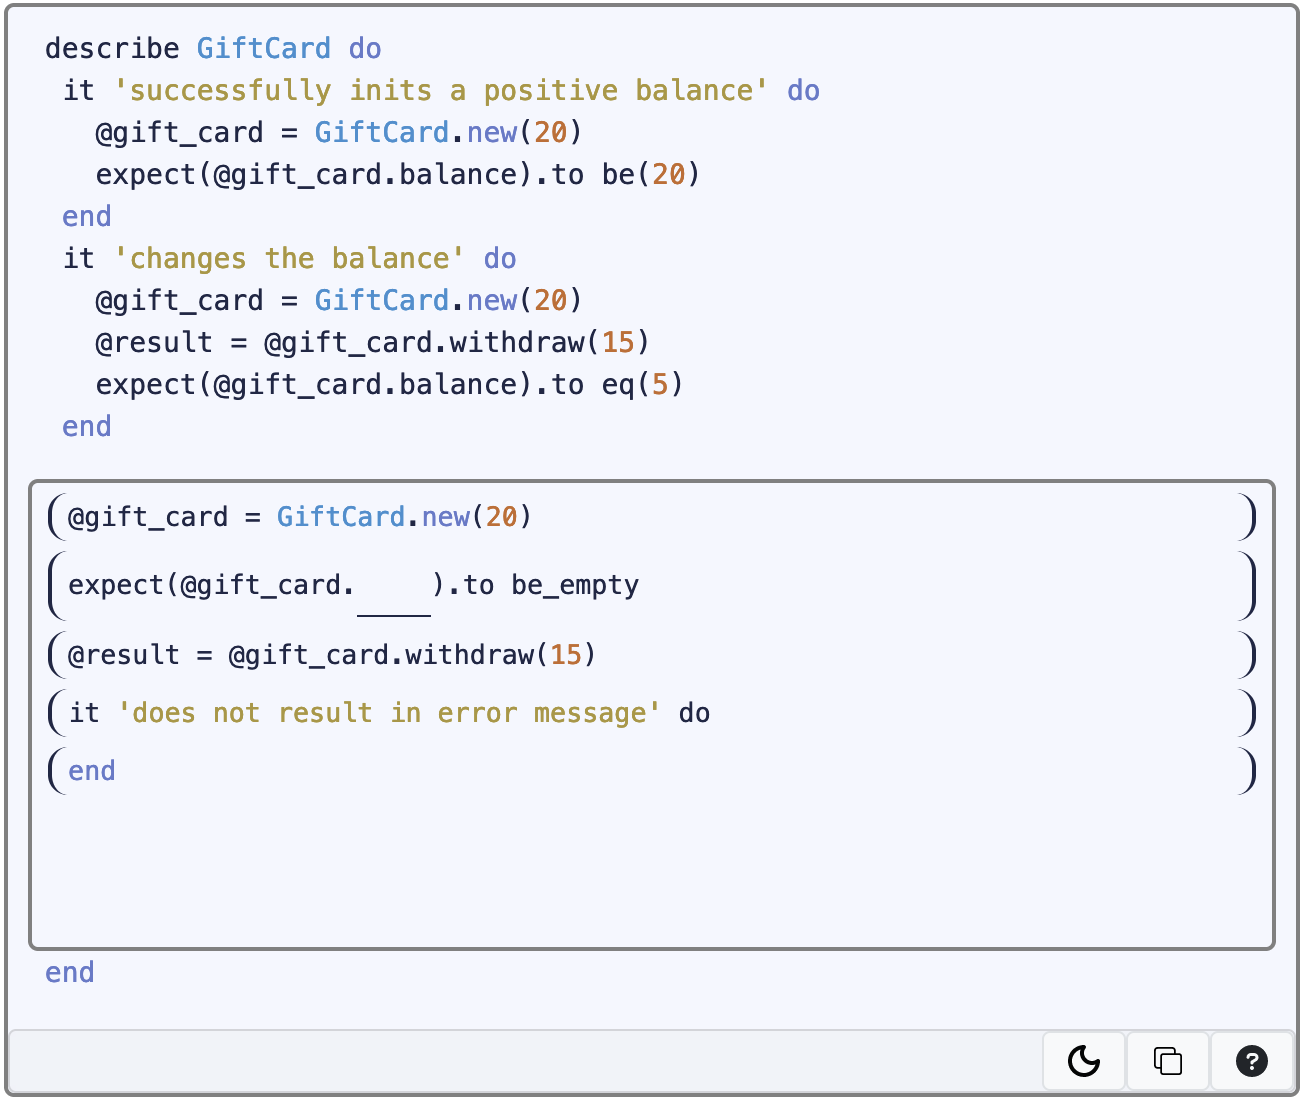 describe GiftCard do
it 'successfully inits a positive balance' do
@gift_card = GiftCard.new(20)
expect(@gift_card.balance).to be(20)
end
it 'changes the balance' do
@gift_card = GiftCard.new(20)
@result = @gift_card.withdraw(15)
expect(@gift_card.balance).to eq(5)
end
@gift_card = GiftCard.new(20)
expect(@gift_card. ).to be_empty
@result = @gift_card.withdraw(15)
it 'does not result in error message' do
end
end
?